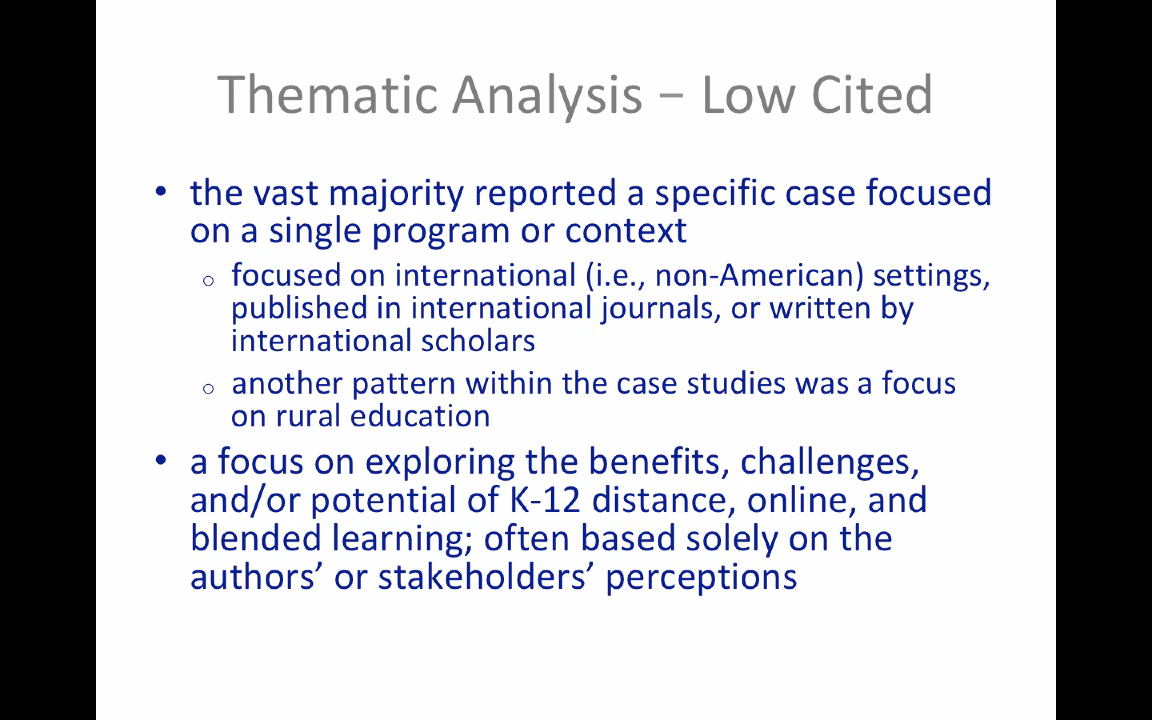 Thematic Analysis – Low Cited
• the vast majority reported a specific case focused
on a single program or context
o focused on international (i.e., non-American) settings,
published in international journals, or written by
international scholars
o another pattern within the case studies was a focus
on rural education
• a focus on exploring the benefits, challenges,
and/or potential of K-12 distance, online, and
blended learning; often based solely on the
authors’ or stakeholders’ perceptions